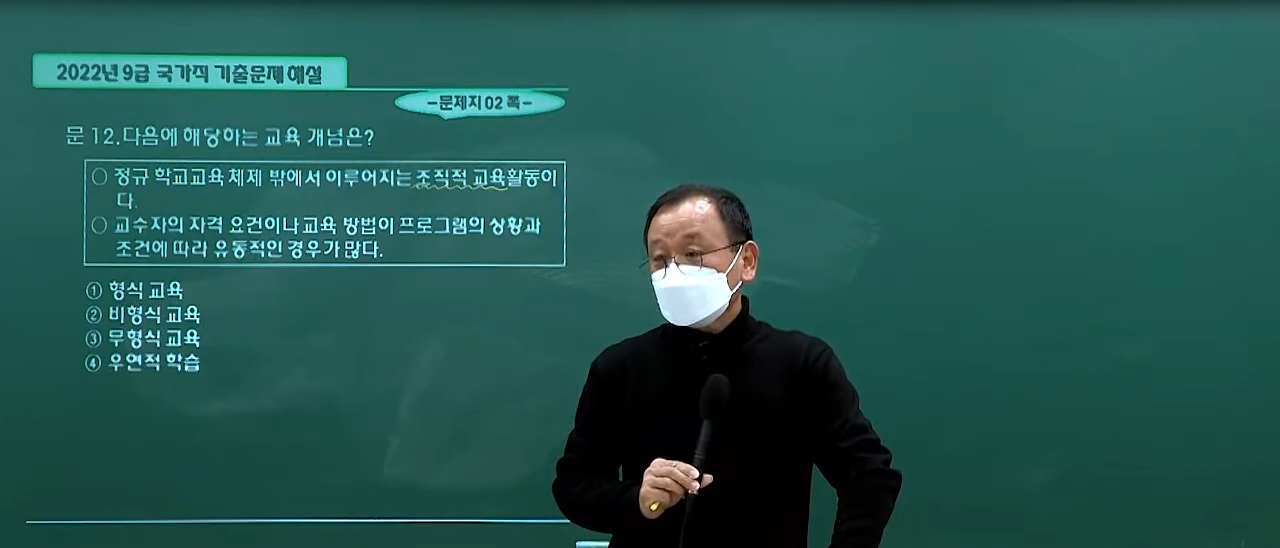 2022년 9급 국가직 기출문제 해설
-문제지 02 쪽-
문 12.다음에 해당하는 교육 개념은?
○ 정규 학교교육 체제 밖에서 이루어지는 조직적 교육활동이
다.
○ 교수자의 자격 요건이나 교육 방법이 프로그램의 상황과
조건에 따라 유동적인 경우가 많다.
① 형식 교육
② 비형식 교육
③ 무형식 교육
④ 우연적 학습